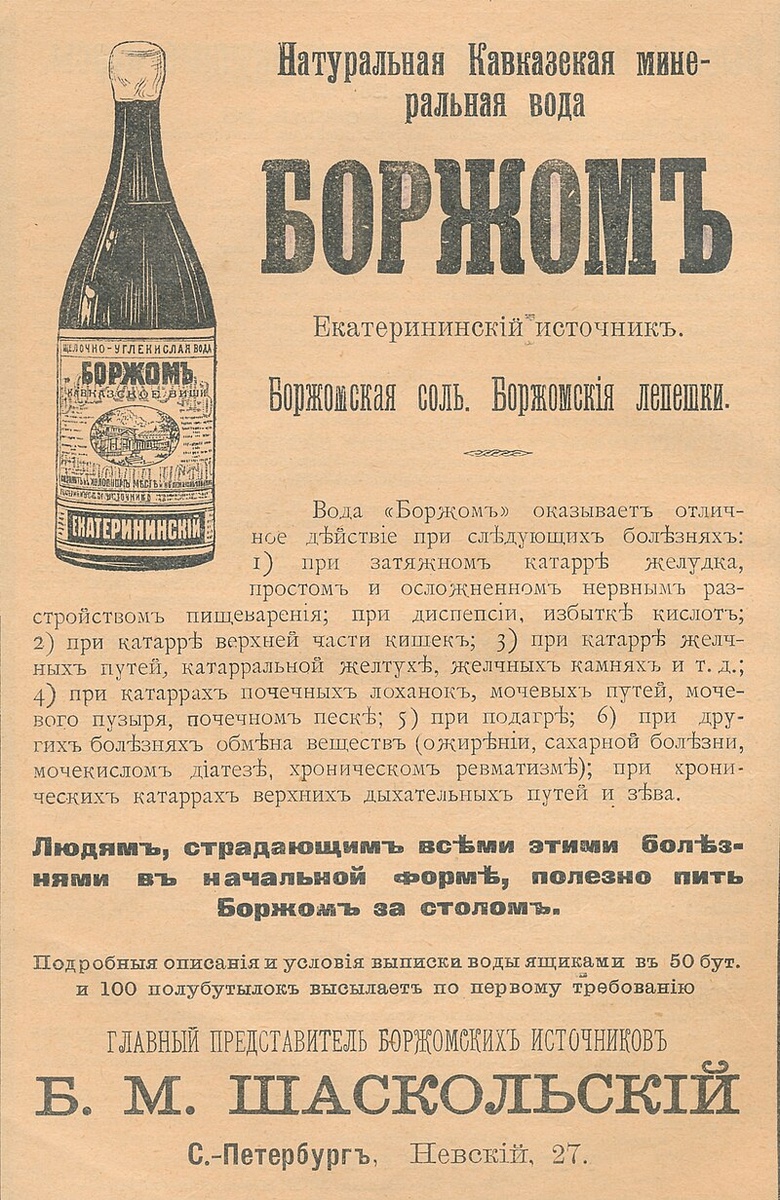 Натуральная Кавказская мине-
ральная вода
БОРЖОМЪ
Екатерининскій источникъ.
Боржомская соль. Боржомскія лепешки.
ЩЕЛОЧНО-УГЛЕКИСЛАЯ ВОДА
БОРЖОМЪ
КАВКАЗСКОЕ ВИШИ
ЕКАТЕРИНИНСКІЙ
Вода «Боржомъ» оказываетъ отлич-
ное дѣйствіе при слѣдующихъ болѣзняхъ:
1) при затяжномъ катаррѣ желудка,
простомъ и осложненномъ нервнымъ раз-
стройствомъ пищеваренія; при диспепсіи, избыткѣ кислотъ;
2) при катаррѣ верхней части кишекъ; 3) при катаррѣ желч-
ныхъ путей, катарральной желтухѣ, желчныхъ камняхъ и т. д.;
4) при катаррахъ почечныхъ лоханокъ, мочевыхъ путей, моче-
вого пузыря, почечномъ пескѣ; 5) при подагрѣ; 6) при дру-
гихъ болѣзняхъ обмѣна веществъ (ожирѣніи, сахарной болѣзни,
мочекисломъ діатезѣ, хроническомъ ревматизмѣ); при хрони-
ческихъ катаррахъ верхнихъ дыхательныхъ путей и зѣва.
Людямъ, страдающимъ всѣми этими болѣз-
нями въ начальной формѣ, полезно пить
Боржомъ за столомъ.
Подробныя описанія и условія выписки воды ящиками въ 50 бут.
и 100 полубутылокъ высылаетъ по первому требованію
ГЛАВНЫЙ ПРЕДСТАВИТЕЛЬ БОРЖОМСКИХЪ ИСТОЧНИКОВЪ
Б. М. ШАСКОЛЬСКІЙ
С.-Петербургъ, Невскій, 27.